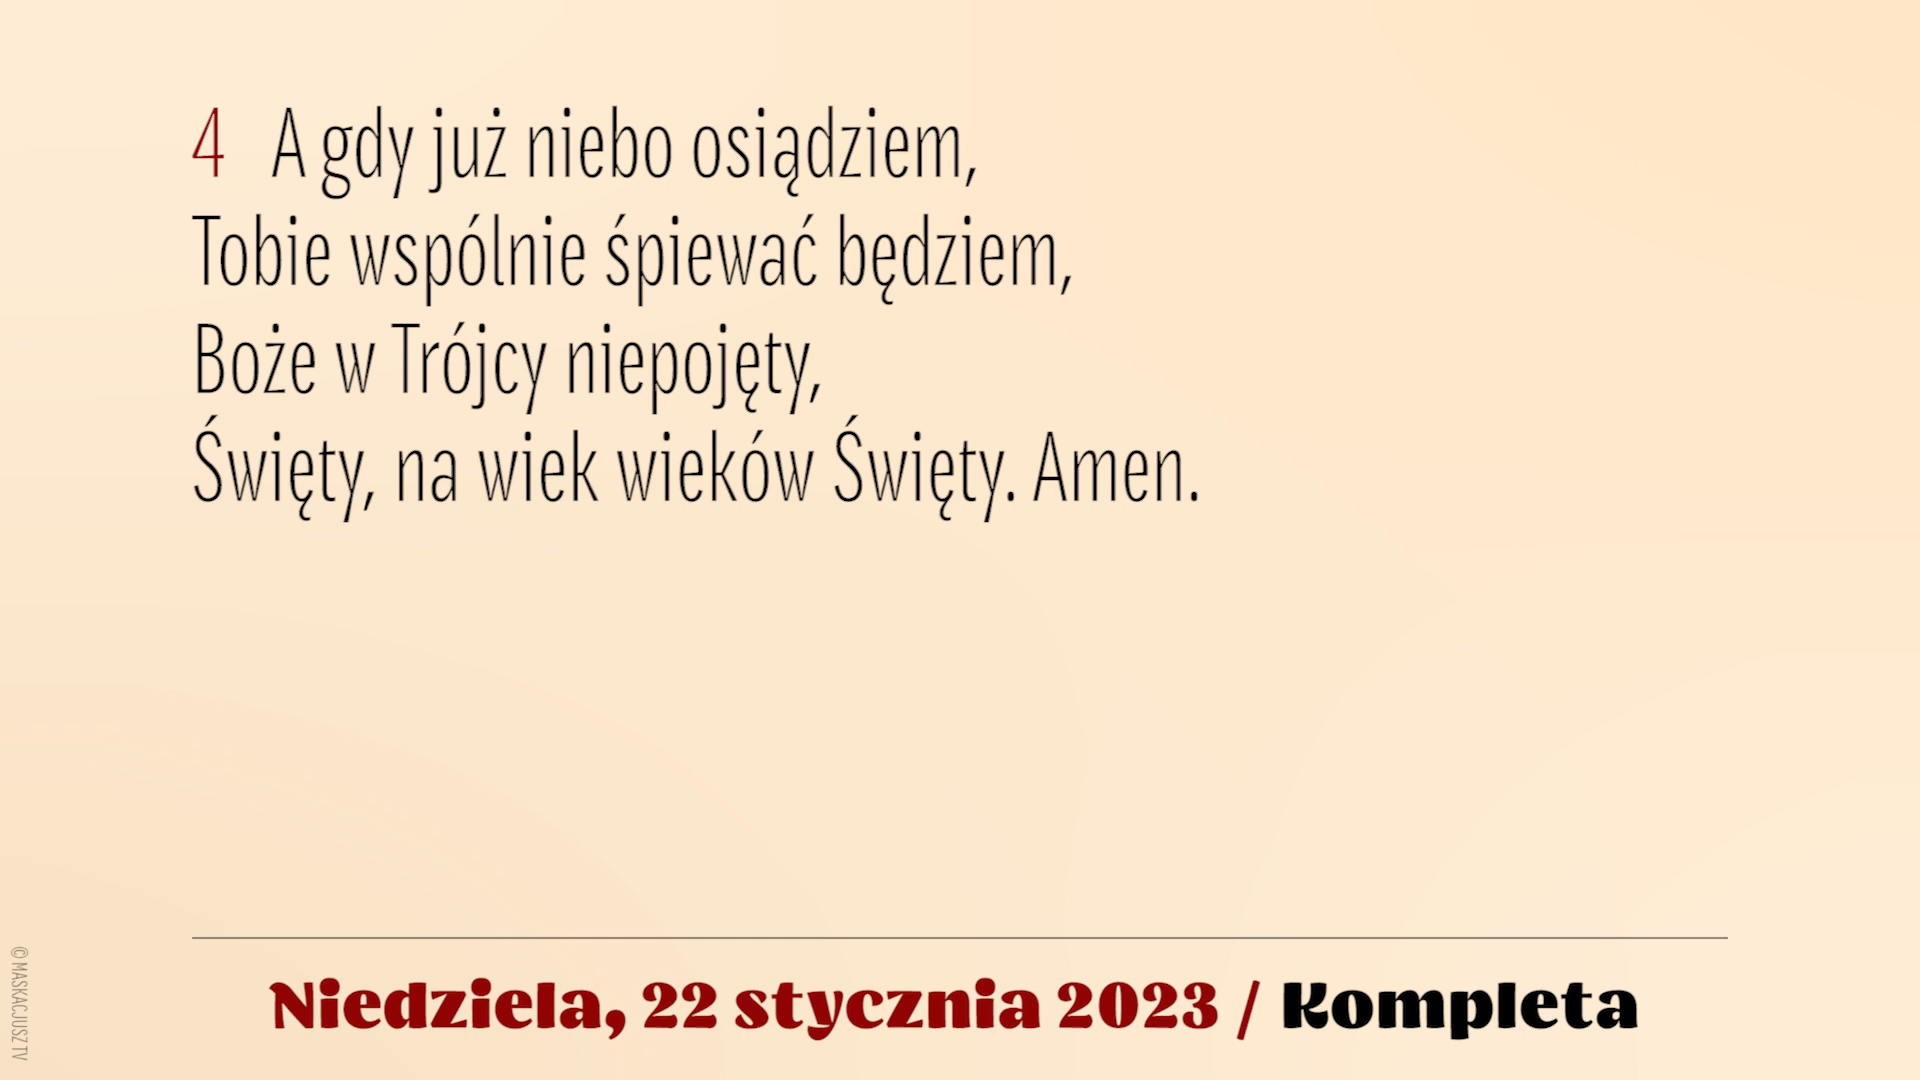 4 A gdy już niebo osiądziem,
Tobie wspólnie śpiewać będziem,
Boże w Trójcy niepojęty,
Święty, na wiek wieków Święty. Amen.
Niedziela, 22 stycznia 2023 / Kompleta
© MASKACJUSZ TV